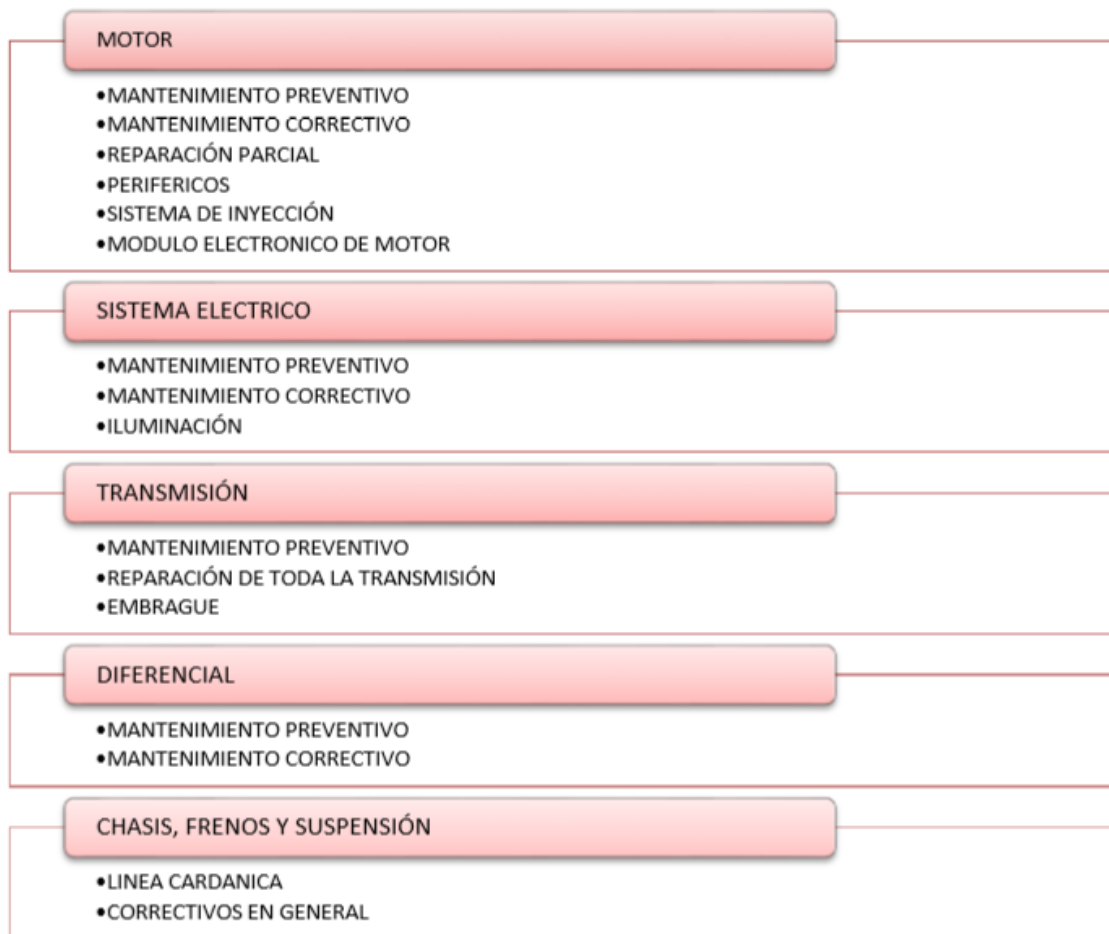 MOTOR
•MANTENIMIENTO PREVENTIVO
•MANTENIMIENTO CORRECTIVO
•REPARACIÓN PARCIAL
•PERIFERICOS
•SISTEMA DE INYECCIÓN
•MODULO ELECTRONICO DE MOTOR
SISTEMA ELECTRICO
•MANTENIMIENTO PREVENTIVO
•MANTENIMIENTO CORRECTIVO
•ILUMINACIÓN
TRANSMISIÓN
•MANTENIMIENTO PREVENTIVO
•REPARACIÓN DE TODA LA TRANSMISIÓN
•EMBRAGUE
DIFERENCIAL
•MANTENIMIENTO PREVENTIVO
•MANTENIMIENTO CORRECTIVO
CHASIS, FRENOS Y SUSPENSIÓN
•LINEA CARDANICA
•CORRECTIVOS EN GENERAL